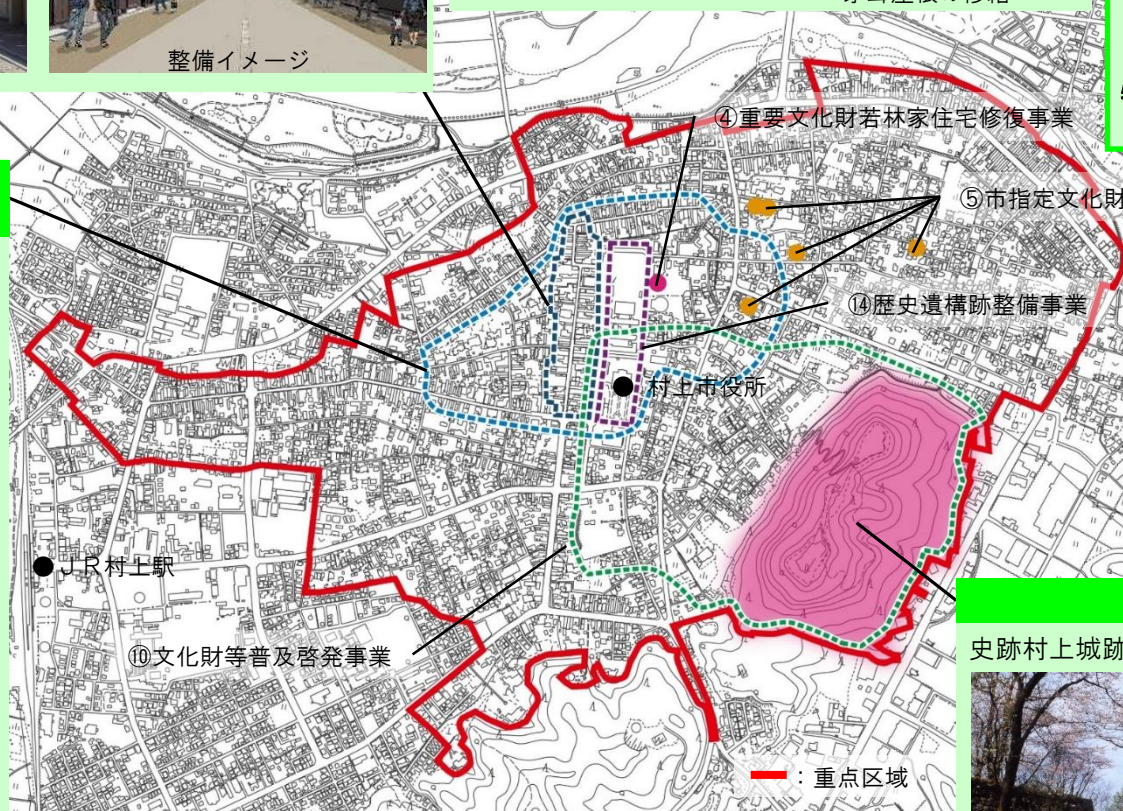 整備イメージ
④重要文化財若林家住宅修復事業
⑤市指定文化財
⑭歴史遺構跡整備事業
村上市役所
ＪＲ村上駅
⑩文化財等普及啓発事業
史跡村上城跡
：重点区域